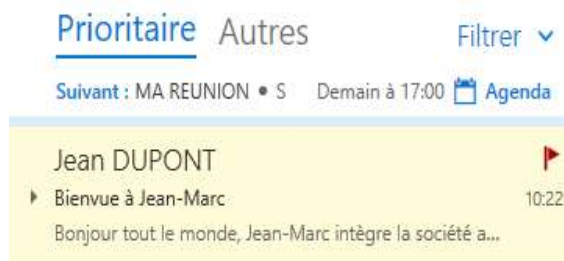 Prioritaire Autres Filtrer
Suivant : MA REUNION • S Demain à 17:00 Agenda
Jean DUPONT
Bienvue à Jean-Marc 10:22
Bonjour tout le monde, Jean-Marc intègre la société a...